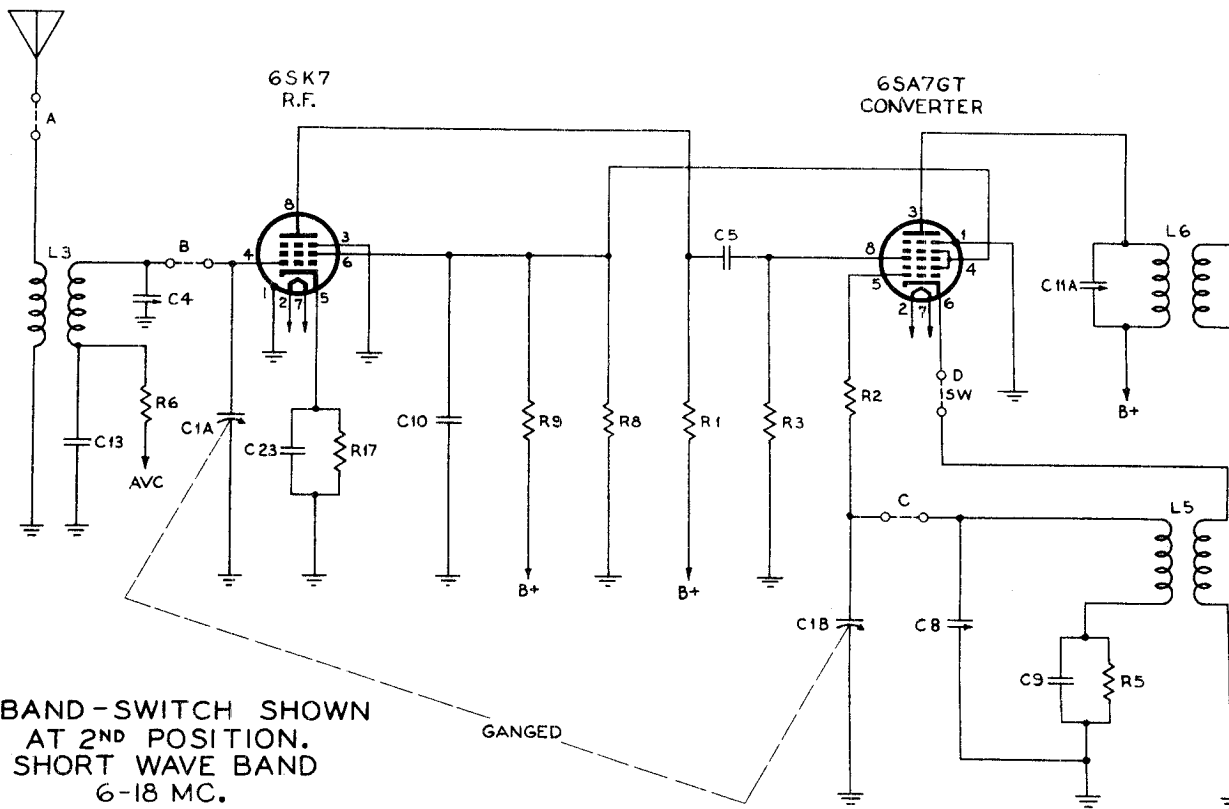 6SK7
R.F.
6SA7GT
CONVERTER
A
8
3
L3
B
4
3
6
C5
8
1
L6
5
4
C4
1
2
7
5
2
7
6
C11A
R6
D
SW
R2
B+
C13
C1A
C23
R17
C10
R9
R8
R1
R3
AVC
C
L5
B+
B+
C1B
C8
C9
R5
BAND-SWITCH SHOWN
AT 2ND POSITION.
SHORT WAVE BAND
6-18 MC.
GANGED